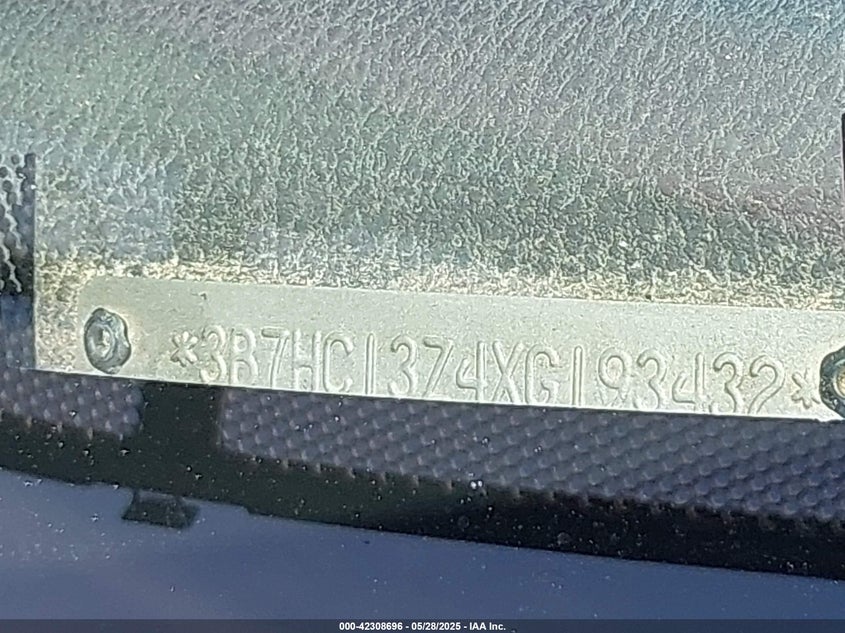 *3B7HC13Z4XG193432*
000-42308696 - 05/28/2025 - IAA Inc.